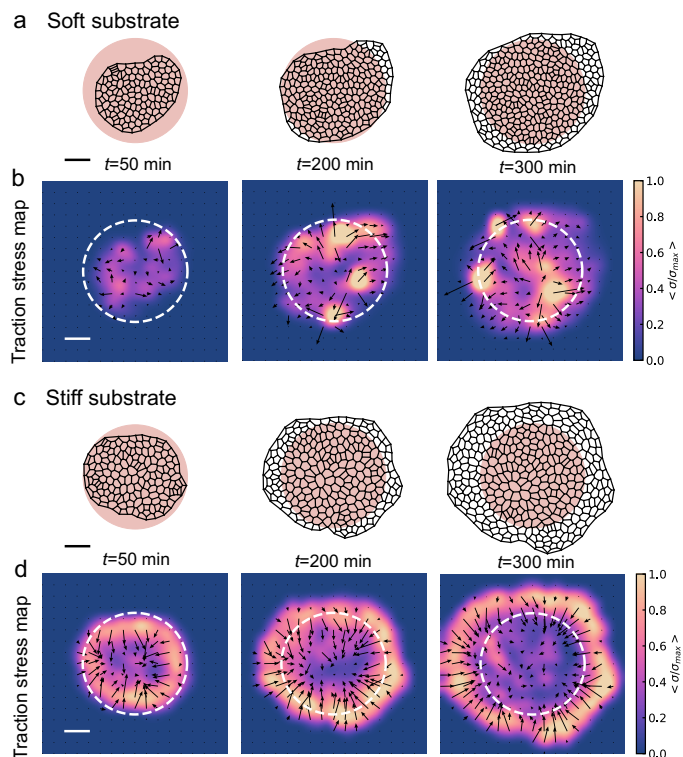 a Soft substrate
t=50 min
t=200 min
t=300 min
b
Traction stress map
1.0
0.8
0.6
0.4
0.2
0.0
< σ/σmax >
c Stiff substrate
t=50 min
t=200 min
t=300 min
d
Traction stress map
1.0
0.8
0.6
0.4
0.2
0.0
< σ/σmax >